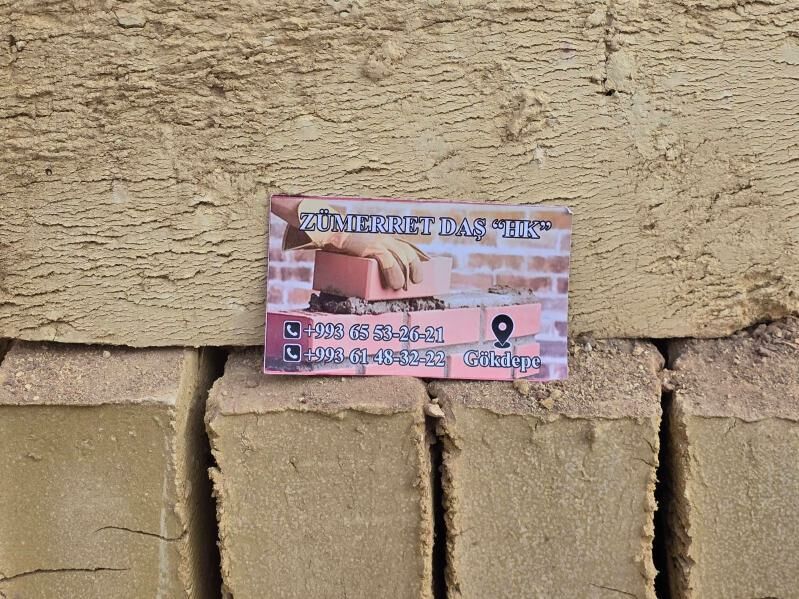 ZÜMERRET DAŞ “HK”
+993 65 53-26-21
+993 61 48-32-22
Gökdepe